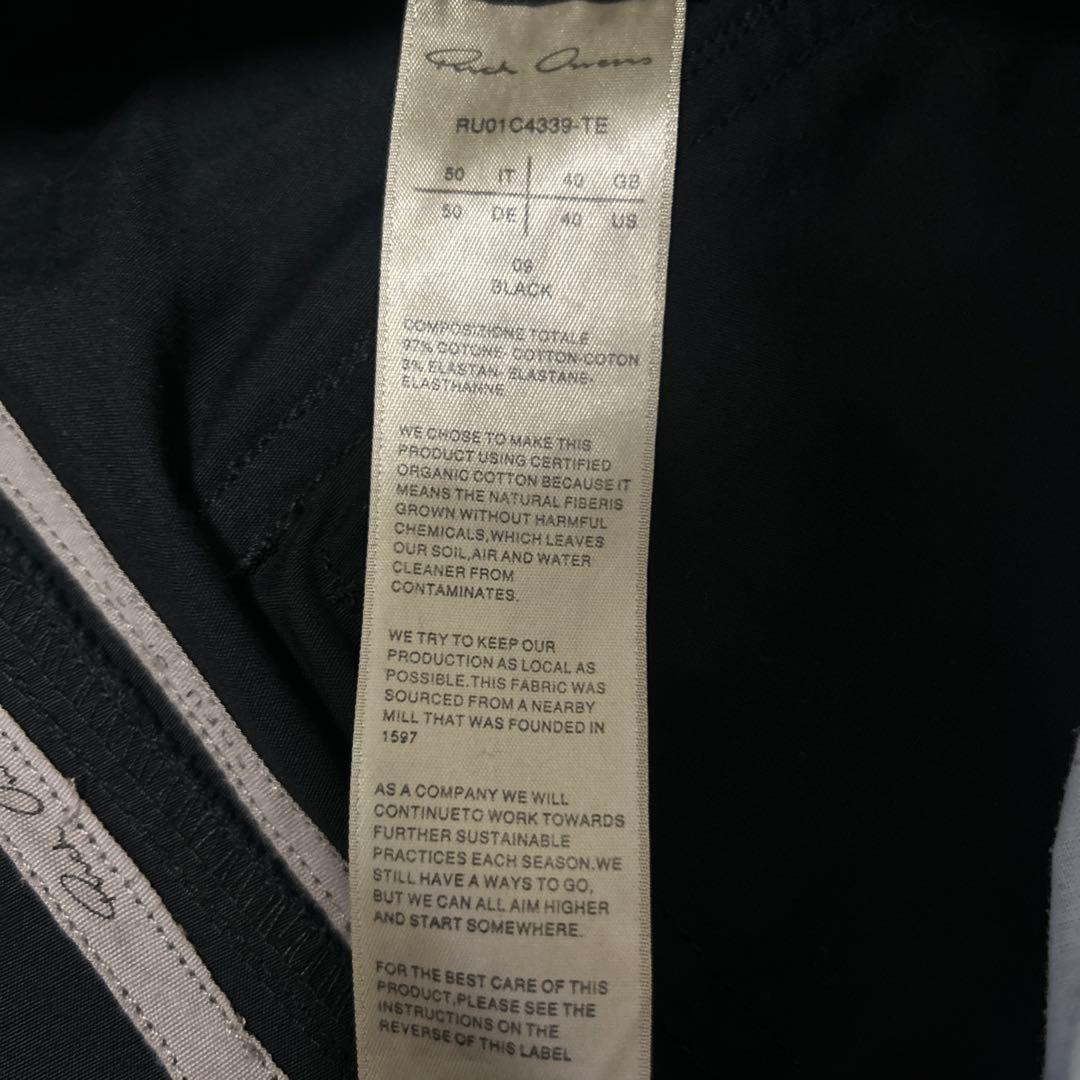 Rick Owens
RU01C4339-TE
50 IT 40 GB
50 DE 40 US
09
BLACK
COMPOSIZIONE TOTALE
97% COTONE- COTTON-COTON
3% ELASTAN- ELASTANE-
ELASTHANNE
WE CHOSE TO MAKE THIS
PRODUCT USING CERTIFIED
ORGANIC COTTON BECAUSE IT
MEANS THE NATURAL FIBERIS
GROWN WITHOUT HARMFUL
CHEMICALS,WHICH LEAVES
OUR SOIL,AIR AND WATER
CLEANER FROM
CONTAMINATES.
WE TRY TO KEEP OUR
PRODUCTION AS LOCAL AS
POSSIBLE.THIS FABRIC WAS
SOURCED FROM A NEARBY
MILL THAT WAS FOUNDED IN
1597
AS A COMPANY WE WILL
CONTINUETO WORK TOWARDS
FURTHER SUSTAINABLE
PRACTICES EACH SEASON.WE
STILL HAVE A WAYS TO GO,
BUT WE CAN ALL AIM HIGHER
AND START SOMEWHERE.
FOR THE BEST CARE OF THIS
PRODUCT,PLEASE SEE THE
INSTRUCTIONS ON THE
REVERSE OF THIS LABEL